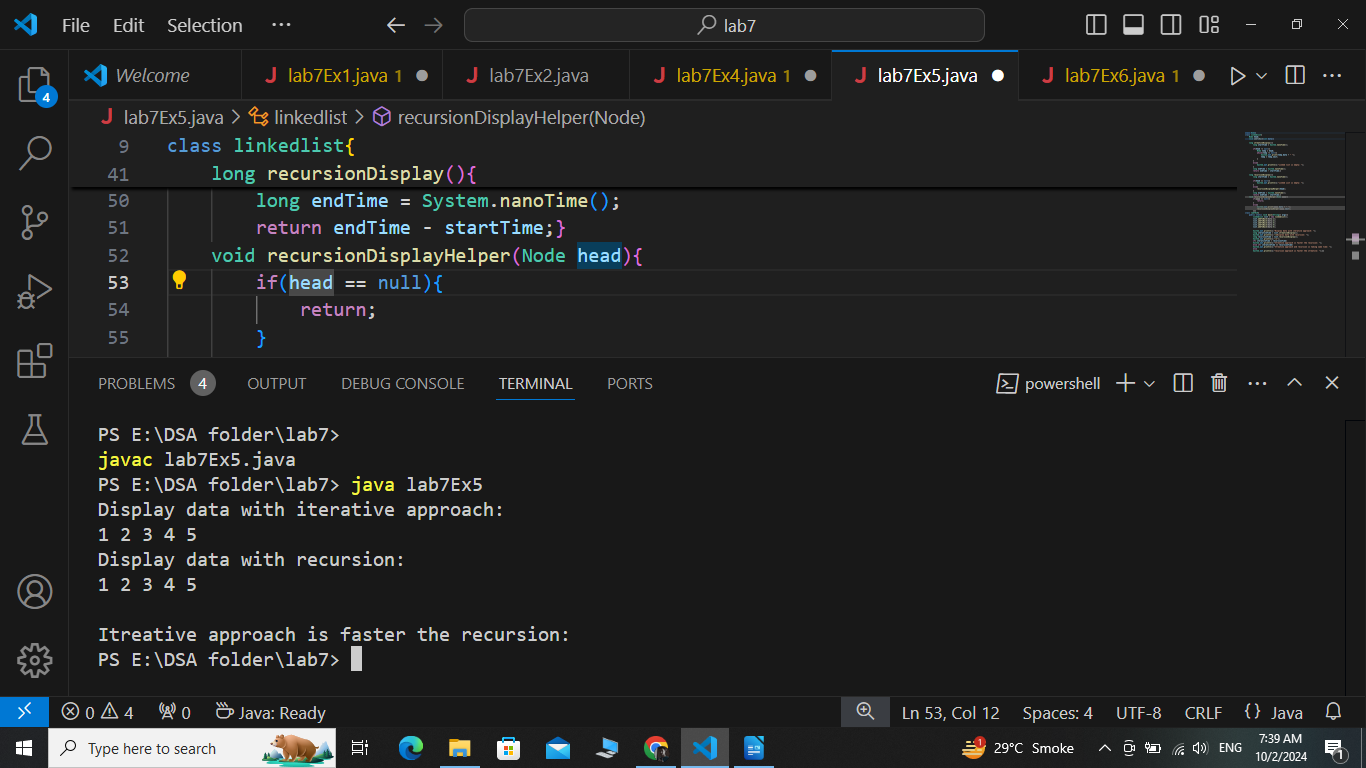 File Edit Selection ··· lab7
Welcome lab7Ex1.java 1 lab7Ex2.java lab7Ex4.java 1 lab7Ex5.java lab7Ex6.java 1
4
lab7Ex5.java > linkedlist > recursionDisplayHelper(Node)
9 class linkedlist{
41 long recursionDisplay(){
50 long endTime = System.nanoTime();
51 return endTime - startTime;}
52 void recursionDisplayHelper(Node head){
53 if(head == null){
54 return;
55 }
PROBLEMS 4 OUTPUT DEBUG CONSOLE TERMINAL PORTS powershell
PS E:\DSA folder\lab7>
javac lab7Ex5.java
PS E:\DSA folder\lab7> java lab7Ex5
Display data with iterative approach:
1 2 3 4 5
Display data with recursion:
1 2 3 4 5
Itreative approach is faster the recursion:
PS E:\DSA folder\lab7>
0 4 0 Java: Ready Ln 53, Col 12 Spaces: 4 UTF-8 CRLF {} Java
Type here to search 29°C Smoke ENG 7:39 AM
10/2/2024 1